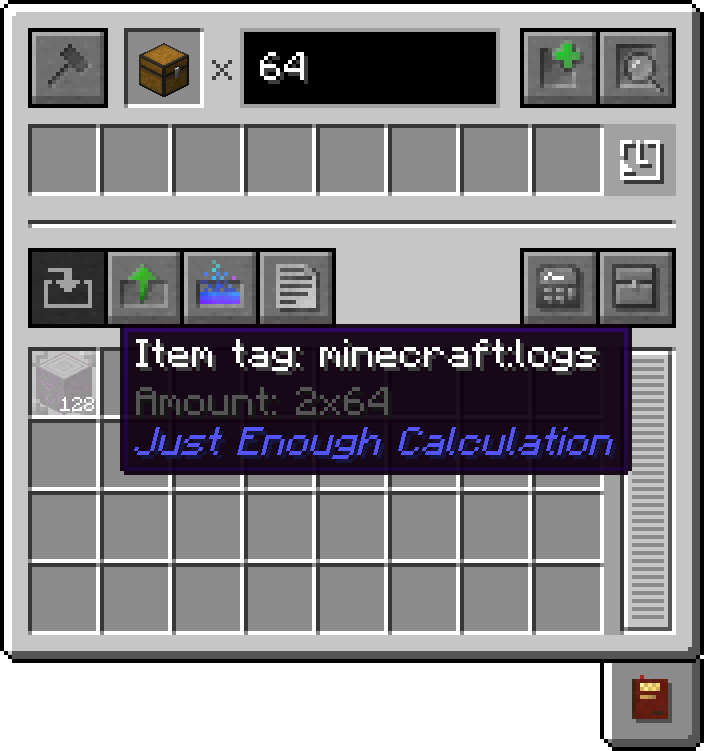 x 64
Item tag: minecraft:logs
Amount: 2x64
Just Enough Calculation
128